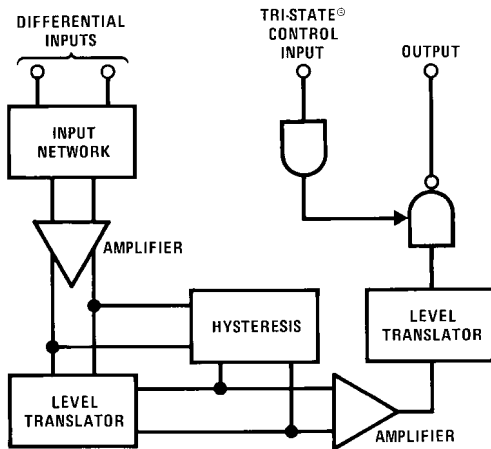 DIFFERENTIAL
INPUTS
TRI-STATE®
CONTROL
INPUT
OUTPUT
INPUT
NETWORK
AMPLIFIER
HYSTERESIS
LEVEL
TRANSLATOR
LEVEL
TRANSLATOR
AMPLIFIER